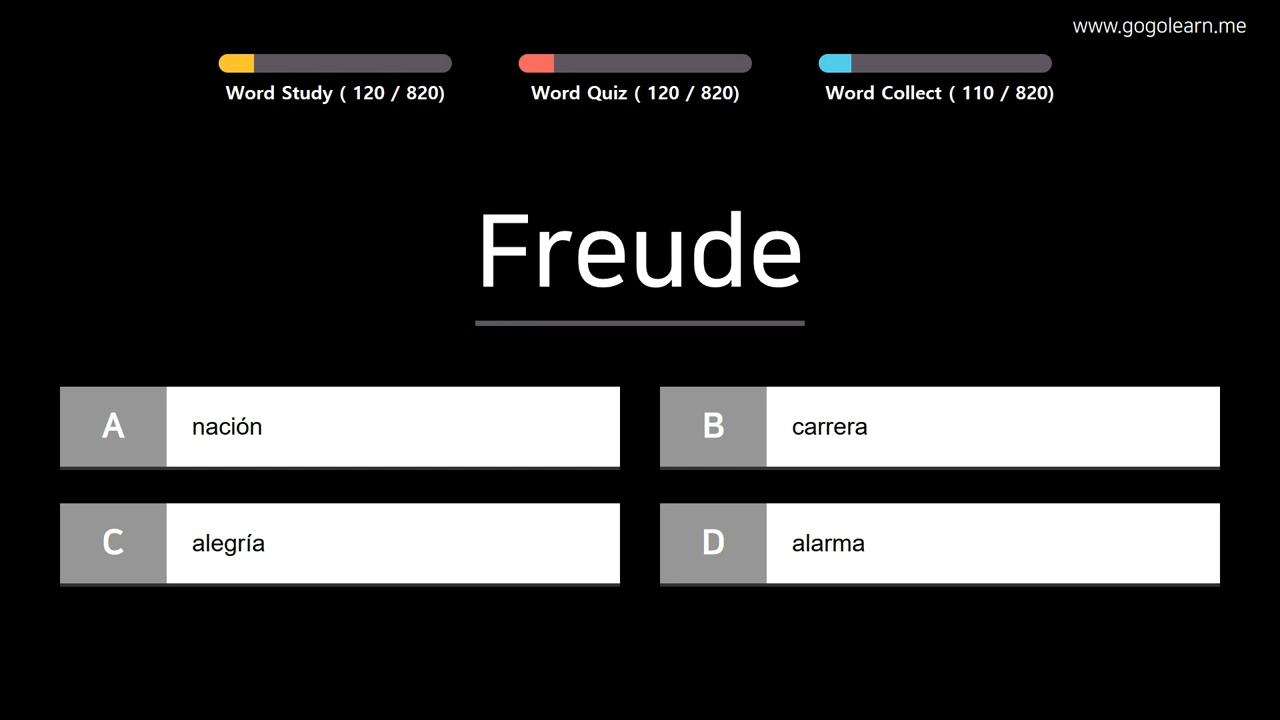 www.gogolearn.me
Word Study ( 120 / 820)
Word Quiz ( 120 / 820)
Word Collect ( 110 / 820)
Freude
A nación
B carrera
C alegría
D alarma